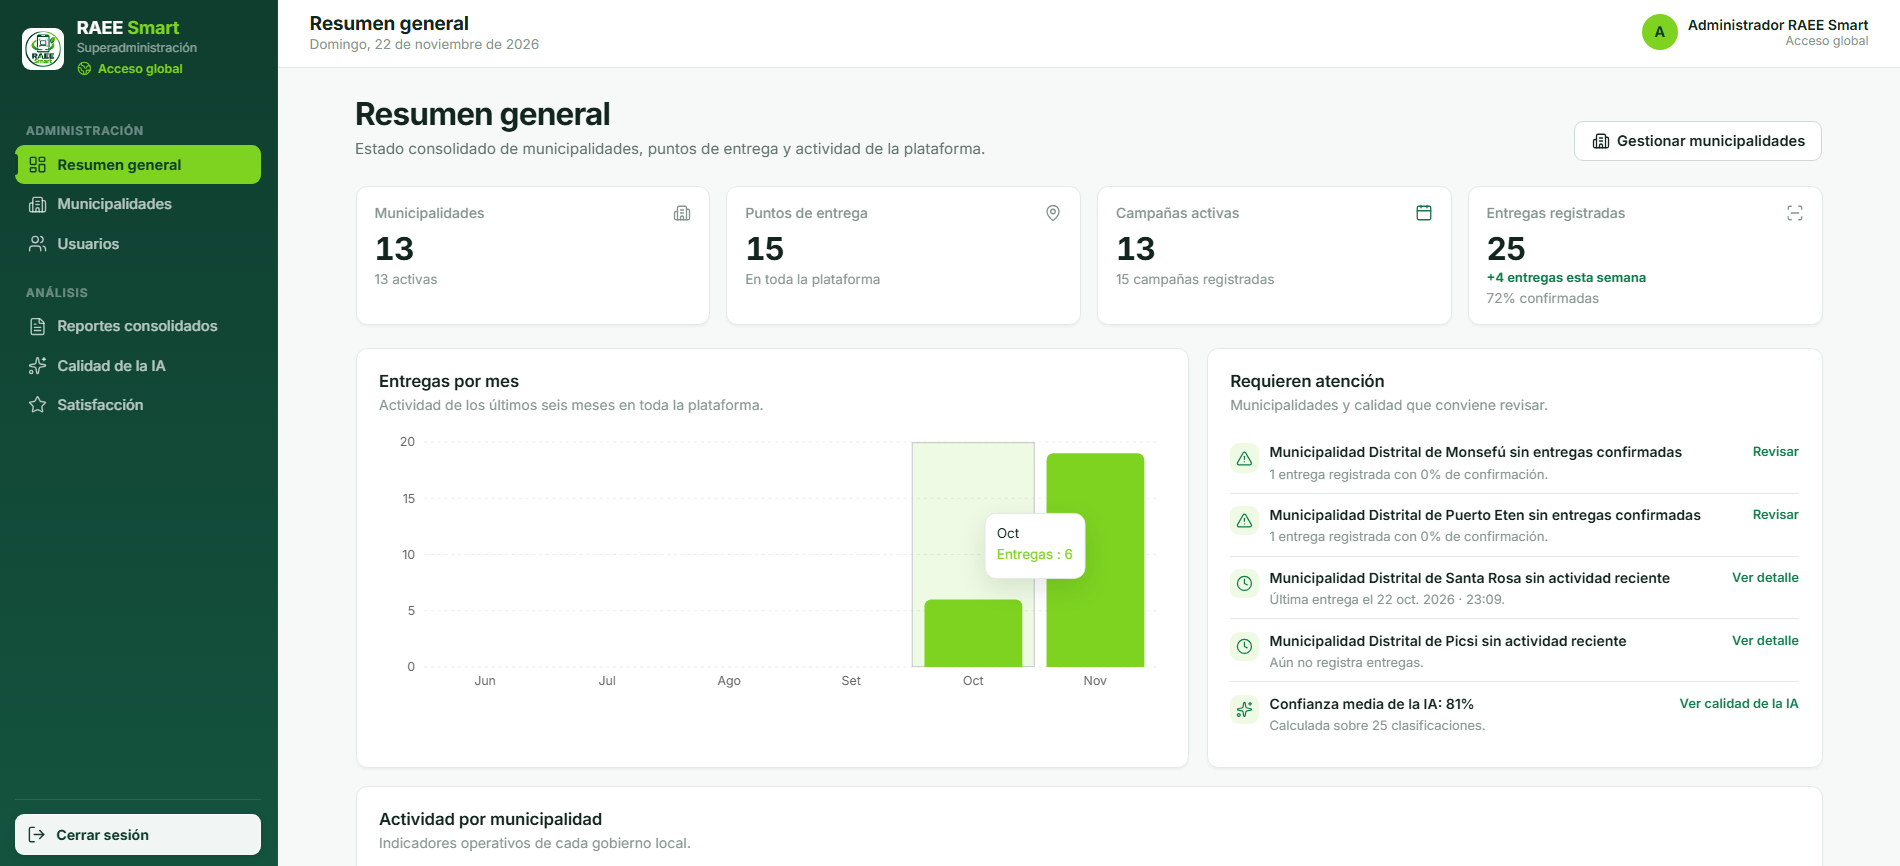 RAEE Smart
Superadministración
Acceso global
ADMINISTRACIÓN
Resumen general
Municipalidades
Usuarios
ANÁLISIS
Reportes consolidados
Calidad de la IA
Satisfacción
Cerrar sesión
Resumen general
Domingo, 22 de noviembre de 2026
A
Administrador RAEE Smart
Acceso global
Resumen general
Estado consolidado de municipalidades, puntos de entrega y actividad de la plataforma.
Gestionar municipalidades
Municipalidades
13
13 activas
Puntos de entrega
15
En toda la plataforma
Campañas activas
13
15 campañas registradas
Entregas registradas
25
+4 entregas esta semana
72% confirmadas
Entregas por mes
Actividad de los últimos seis meses en toda la plataforma.
20
15
10
5
0
Jun Jul Ago Set Oct Nov
Oct
Entregas : 6
Requieren atención
Municipalidades y calidad que conviene revisar.
Municipalidad Distrital de Monsefú sin entregas confirmadas Revisar
1 entrega registrada con 0% de confirmación.
Municipalidad Distrital de Puerto Eten sin entregas confirmadas Revisar
1 entrega registrada con 0% de confirmación.
Municipalidad Distrital de Santa Rosa sin actividad reciente Ver detalle
Última entrega el 22 oct. 2026 · 23:09.
Municipalidad Distrital de Picsi sin actividad reciente Ver detalle
Aún no registra entregas.
Confianza media de la IA: 81% Ver calidad de la IA
Calculada sobre 25 clasificaciones.
Actividad por municipalidad
Indicadores operativos de cada gobierno local.